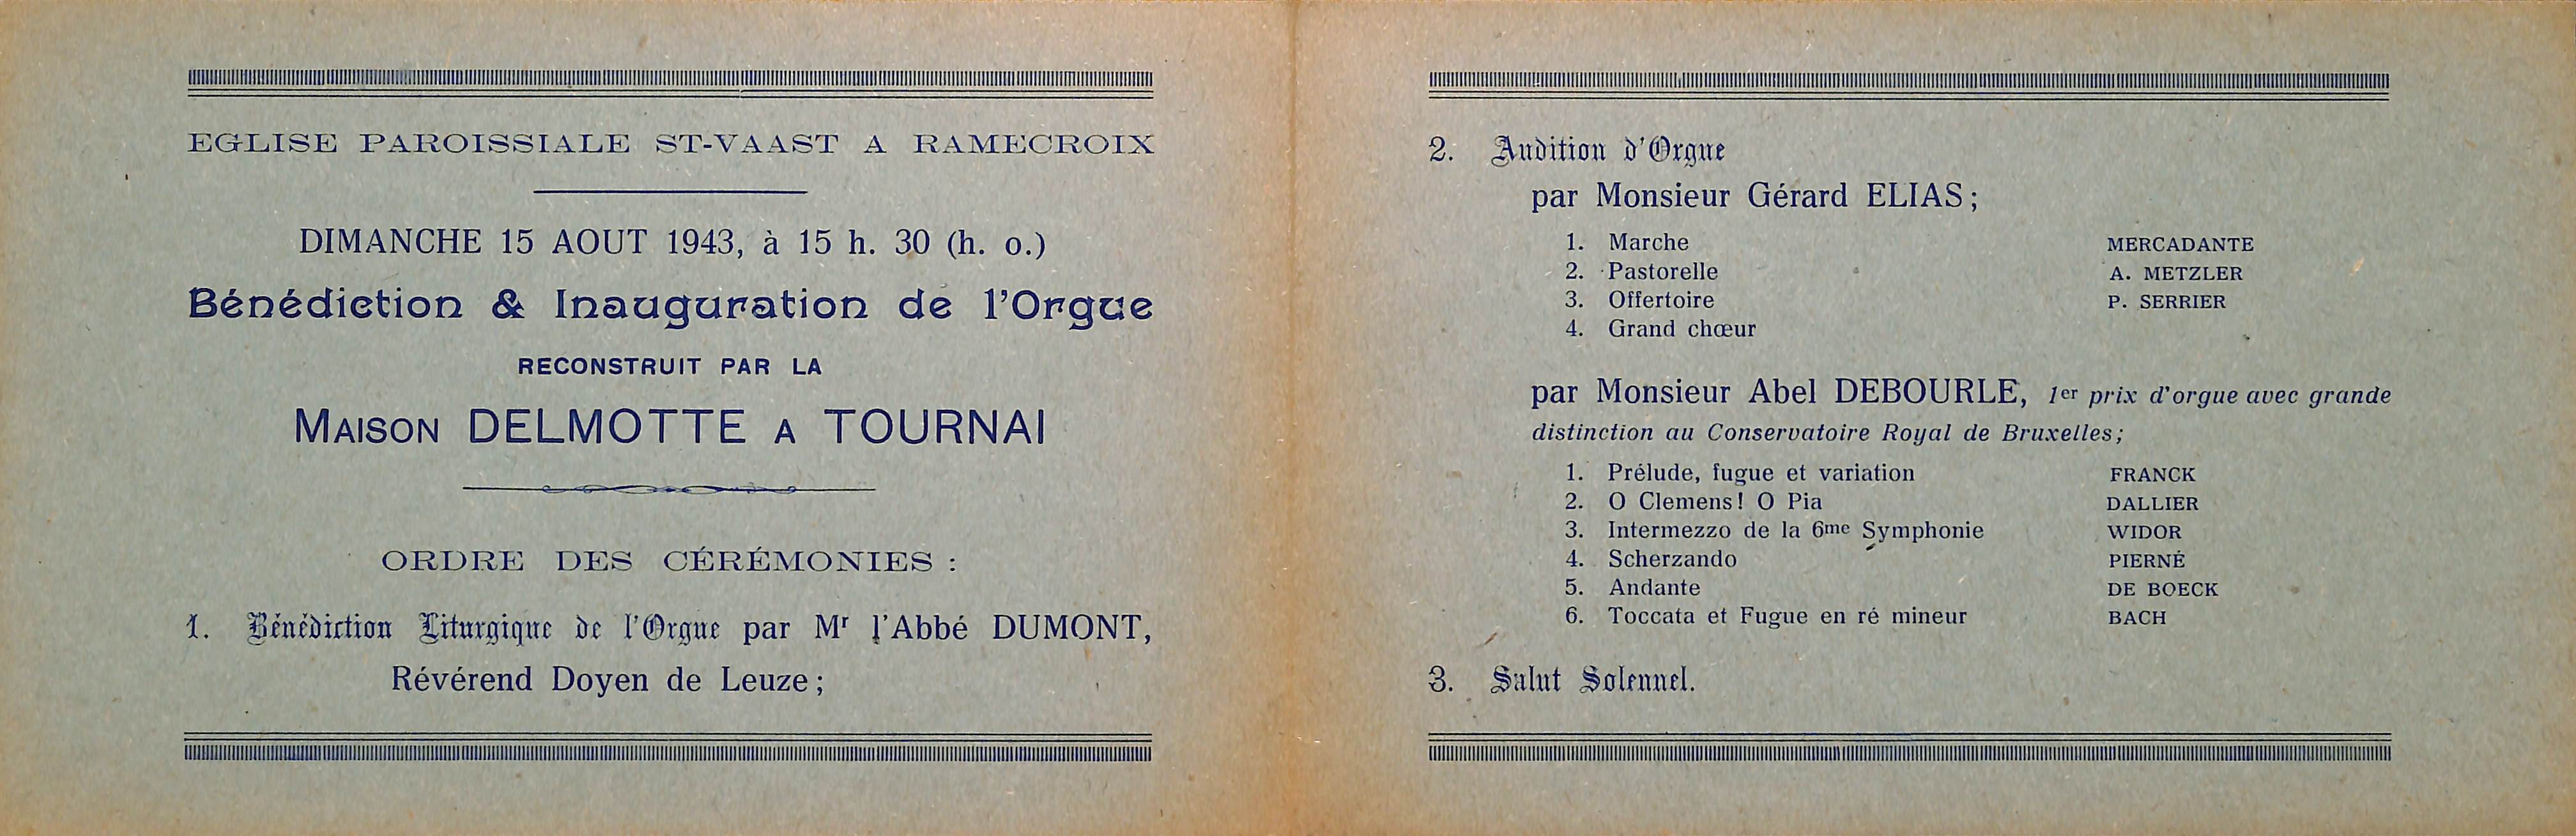 EGLISE PAROISSIALE ST-VAAST A RAMECROIX
DIMANCHE 15 AOUT 1943, à 15 h. 30 (h. o.)
Bénédiction & Inauguration de l'Orgue
RECONSTRUIT PAR LA
MAISON DELMOTTE A TOURNAI
ORDRE DES CÉRÉMONIES :
1. Bénédiction Liturgique de l'Orgue par Mr l'Abbé DUMONT,
Révérend Doyen de Leuze ;
2. Audition d'Orgue
par Monsieur Gérard ELIAS ;
1. Marche MERCADANTE
2. Pastorelle A. METZLER
3. Offertoire P. SERRIER
4. Grand chœur
par Monsieur Abel DEBOURLE, 1er prix d'orgue avec grande
distinction au Conservatoire Royal de Bruxelles ;
1. Prélude, fugue et variation FRANCK
2. O Clemens ! O Pia DALLIER
3. Intermezzo de la 6me Symphonie WIDOR
4. Scherzando PIERNÉ
5. Andante DE BOECK
6. Toccata et Fugue en ré mineur BACH
3. Salut Solennel.